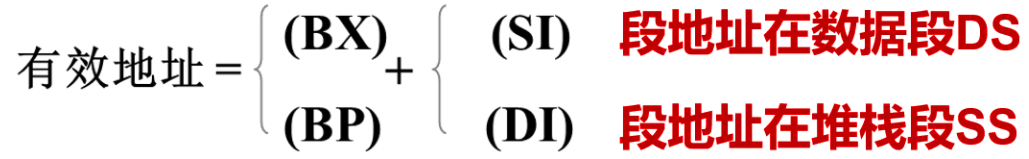 (BX) (SI) 段地址在数据段DS
有效地址= +
(BP) (DI) 段地址在堆栈段SS